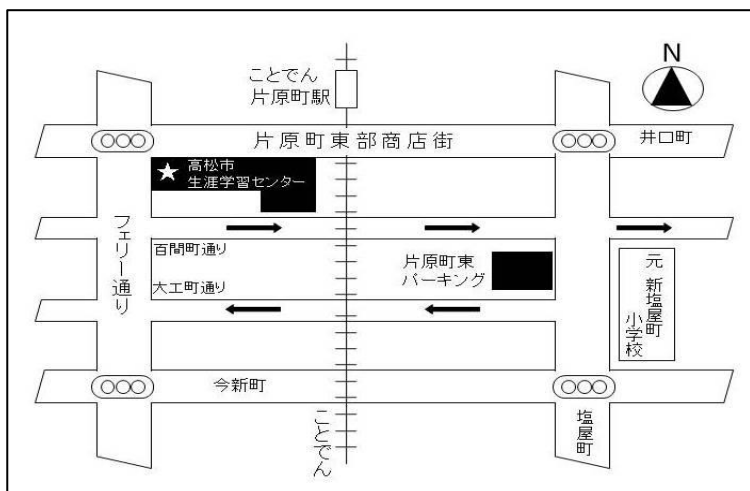 ことでん
片原町駅
N
片原町東部商店街
井口町
高松市
生涯学習センター
フェリー通り
百間町通り
大工町通り
片原町東
パーキング
元 新塩屋町
小学校
今新町
ことでん
塩屋町